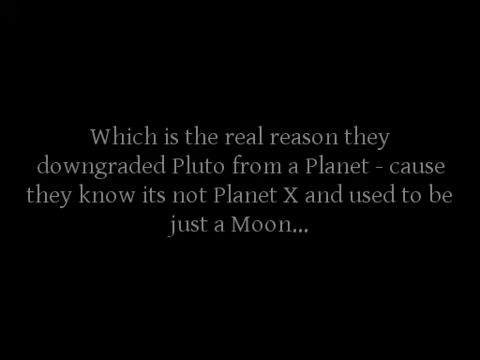 Which is the real reason they
downgraded Pluto from a Planet - cause
they know its not Planet X and used to be
just a Moon...